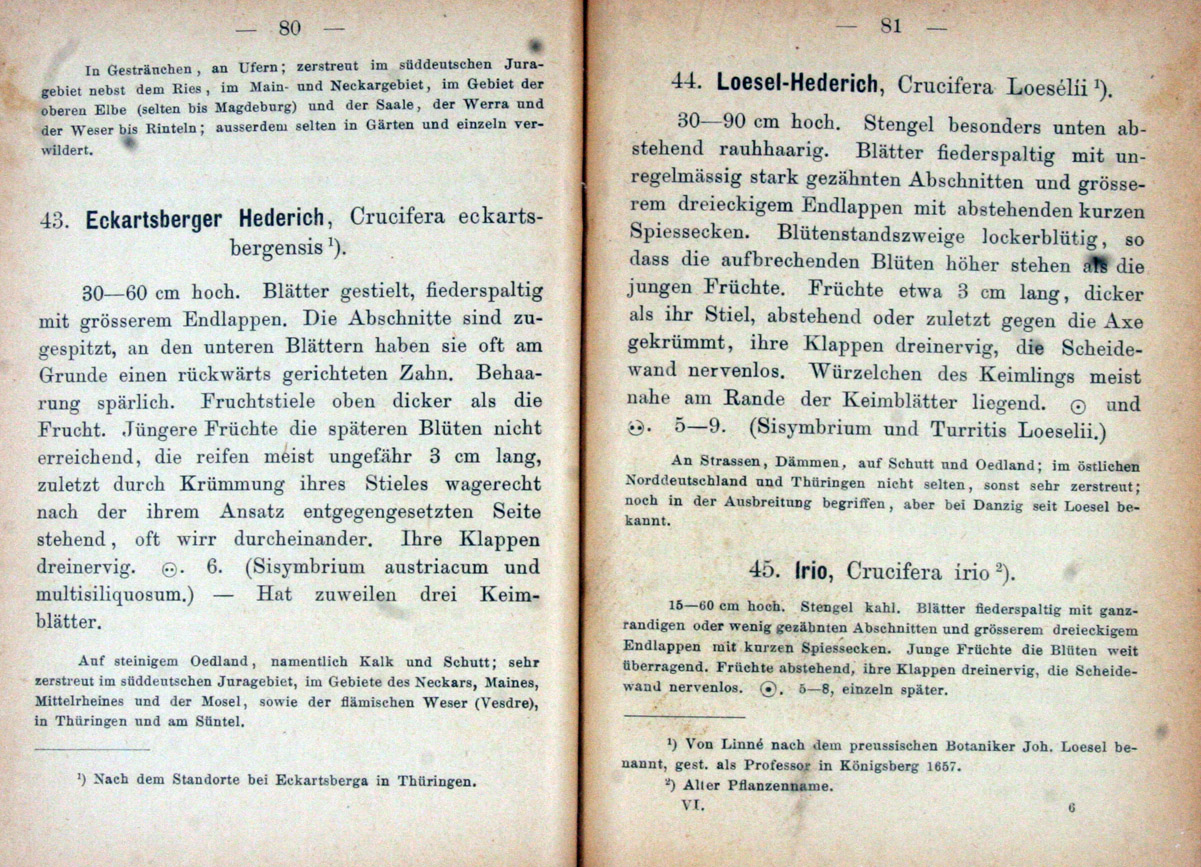 — 80 —
In Gesträuchen, an Ufern; zerstreut im süddeutschen Jura-
gebiet nebst dem Ries, im Main- und Neckargebiet, im Gebiet der
oberen Elbe (selten bis Magdeburg) und der Saale, der Werra und
der Weser bis Rinteln; ausserdem selten in Gärten und einzeln ver-
wildert.
43. Eckartsberger Hederich, Crucifera eckarts-
bergensis ¹).
30—60 cm hoch. Blätter gestielt, fiederspaltig
mit grösserem Endlappen. Die Abschnitte sind zu-
gespitzt, an den unteren Blättern haben sie oft am
Grunde einen rückwärts gerichteten Zahn. Behaa-
rung spärlich. Fruchtstiele oben dicker als die
Frucht. Jüngere Früchte die späteren Blüten nicht
erreichend, die reifen meist ungefähr 3 cm lang,
zuletzt durch Krümmung ihres Stieles wagerecht
nach der ihrem Ansatz entgegengesetzten Seite
stehend, oft wirr durcheinander. Ihre Klappen
dreinervig. ⊙. 6. (Sisymbrium austriacum und
multisiliquosum.) — Hat zuweilen drei Keim-
blätter.
Auf steinigem Oedland, namentlich Kalk und Schutt; sehr
zerstreut im süddeutschen Juragebiet, im Gebiete des Neckars, Maines,
Mittelrheines und der Mosel, sowie der flämischen Weser (Vesdre),
in Thüringen und am Süntel.
¹) Nach dem Standorte bei Eckartsberga in Thüringen.
— 81 —
44. Loesel-Hederich, Crucifera Loesélii ¹).
30—90 cm hoch. Stengel besonders unten ab-
stehend rauhhaarig. Blätter fiederspaltig mit un-
regelmässig stark gezähnten Abschnitten und grösse-
rem dreieckigem Endlappen mit abstehenden kurzen
Spiessecken. Blütenstandszweige lockerblütig, so
dass die aufbrechenden Blüten höher stehen als die
jungen Früchte. Früchte etwa 3 cm lang, dicker
als ihr Stiel, abstehend oder zuletzt gegen die Axe
gekrümmt, ihre Klappen dreinervig, die Scheide-
wand nervenlos. Würzelchen des Keimlings meist
nahe am Rande der Keimblätter liegend. ⊙ und
⊙. 5—9. (Sisymbrium und Turritis Loeselii.)
An Strassen, Dämmen, auf Schutt und Oedland; im östlichen
Norddeutschland und Thüringen nicht selten, sonst sehr zerstreut;
noch in der Ausbreitung begriffen, aber bei Danzig seit Loesel be-
kannt.
45. Irio, Crucifera írio ²).
15—60 cm hoch. Stengel kahl. Blätter fiederspaltig mit ganz-
randigen oder wenig gezähnten Abschnitten und grösserem dreieckigem
Endlappen mit kurzen Spiessecken. Junge Früchte die Blüten weit
überragend. Früchte abstehend, ihre Klappen dreinervig, die Scheide-
wand nervenlos. ⊙. 5—8, einzeln später.
¹) Von Linné nach dem preussischen Botaniker Joh. Loesel be-
nannt, gest. als Professor in Königsberg 1657.
²) Alter Pflanzenname.
VI. 6